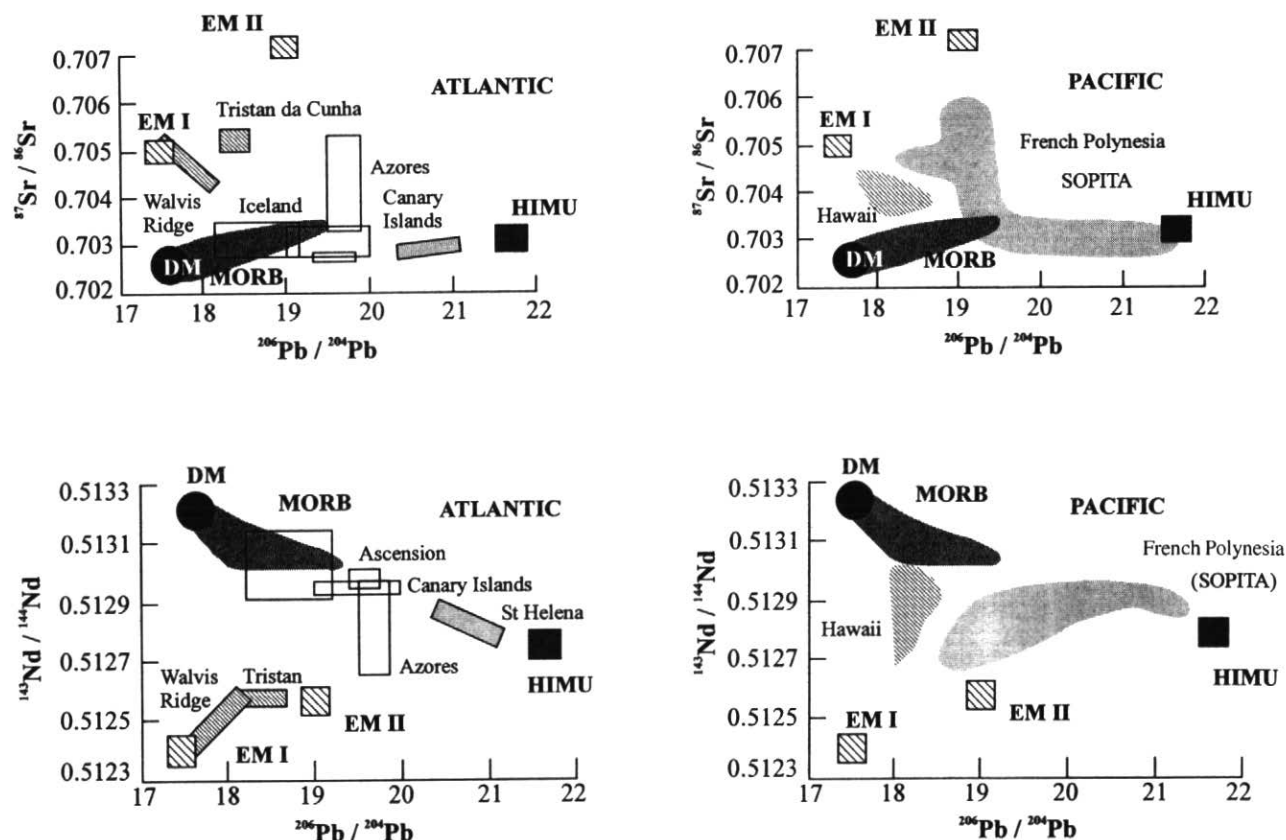 EM II
0.707
ATLANTIC
0.706
Tristan da Cunha
EM I
0.705
Azores
⁸⁷Sr / ⁸⁶Sr
0.704
Walvis
Ridge
Iceland
Canary
Islands
HIMU
0.703
DM
MORB
0.702
17 18 19 20 21 22
²⁰⁶Pb / ²⁰⁴Pb
EM II
0.707
PACIFIC
0.706
EM I
French Polynesia
0.705
SOPITA
⁸⁷Sr / ⁸⁶Sr
0.704
Hawaii
HIMU
0.703
DM
MORB
0.702
17 18 19 20 21 22
²⁰⁶Pb / ²⁰⁴Pb
DM
0.5133
MORB
ATLANTIC
0.5131
Ascension
¹⁴³Nd / ¹⁴⁴Nd
0.5129
Canary Islands
St Helena
0.5127
Azores
Walvis
Ridge
Tristan
HIMU
0.5125
EM II
EM I
0.5123
17 18 19 20 21 22
²⁰⁶Pb / ²⁰⁴Pb
DM
0.5133
MORB
PACIFIC
0.5131
French Polynesia
(SOPITA)
¹⁴³Nd / ¹⁴⁴Nd
0.5129
Hawaii
0.5127
HIMU
EM I
EM II
0.5125
0.5123
17 18 19 20 21 22
²⁰⁶Pb / ²⁰⁴Pb